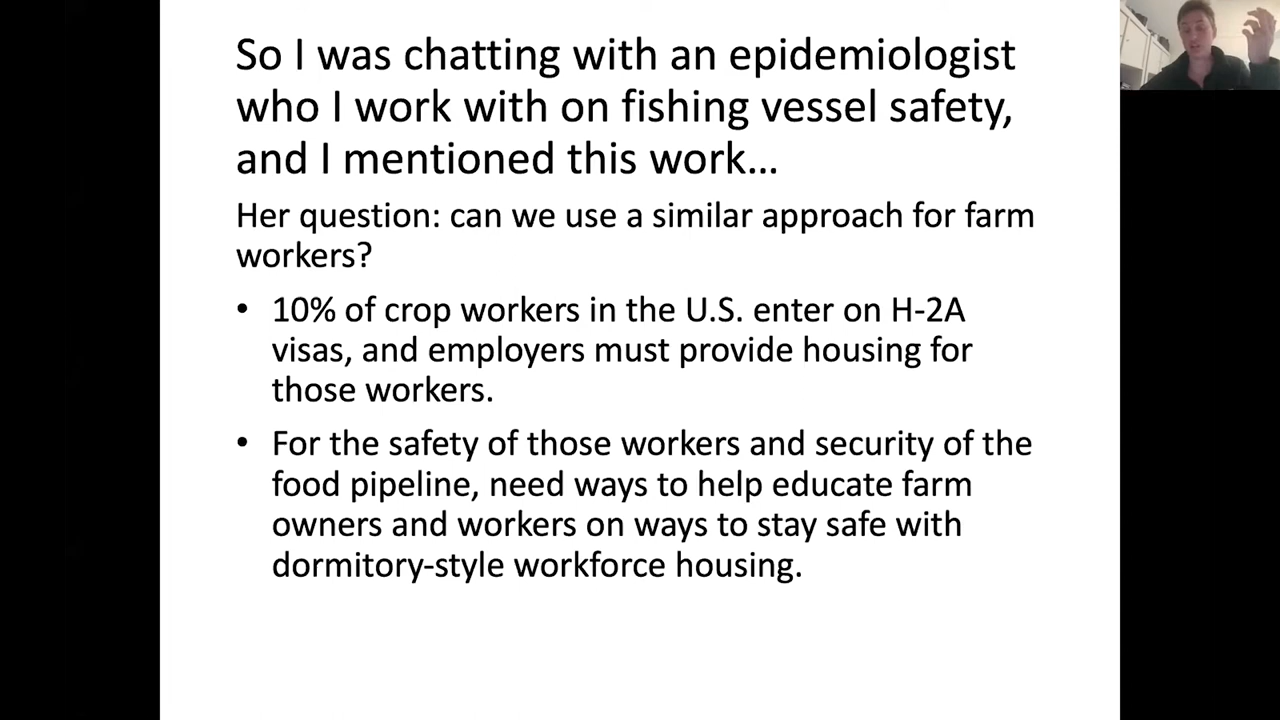 So I was chatting with an epidemiologist
who I work with on fishing vessel safety,
and I mentioned this work…
Her question: can we use a similar approach for farm
workers?
• 10% of crop workers in the U.S. enter on H-2A
visas, and employers must provide housing for
those workers.
• For the safety of those workers and security of the
food pipeline, need ways to help educate farm
owners and workers on ways to stay safe with
dormitory-style workforce housing.